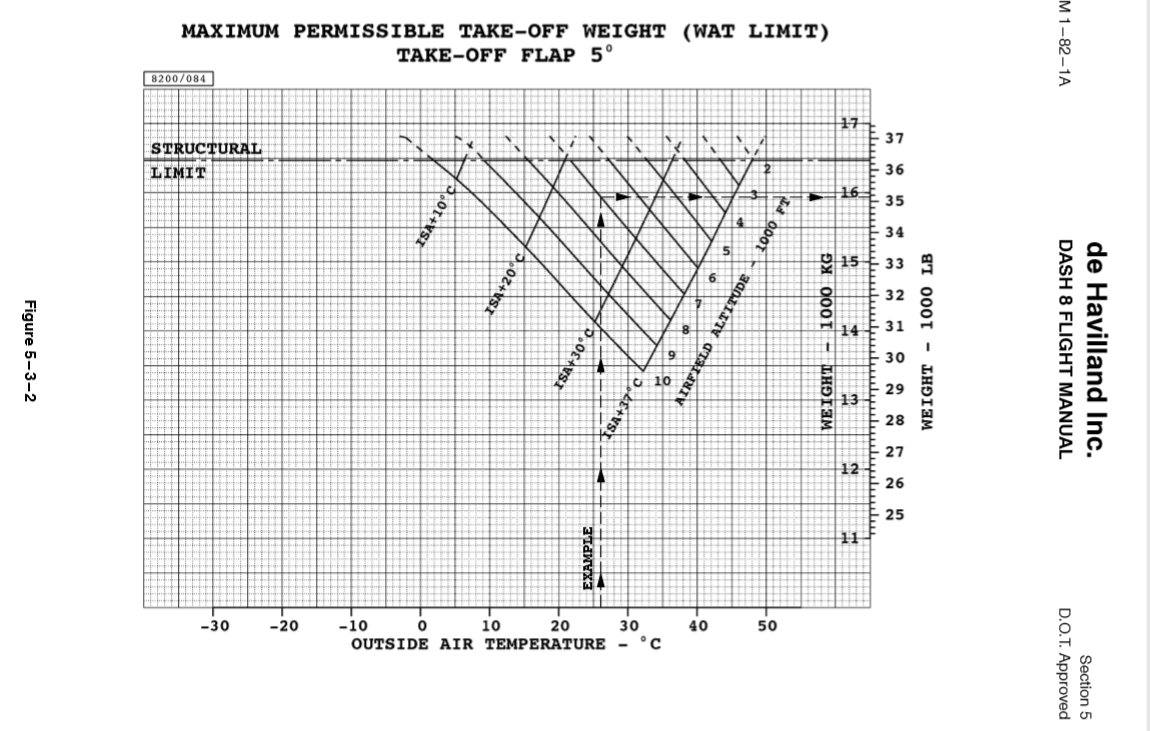 MAXIMUM PERMISSIBLE TAKE-OFF WEIGHT (WAT LIMIT)
TAKE-OFF FLAP 5°
8200/084
STRUCTURAL
LIMIT
ISA+10°C
ISA+20°C
ISA+30°C
ISA+37°C
2
3
4
5
6
7
8
9
10
AIRFIELD ALTITUDE - 1000 FT
EXAMPLE
17
16
15
14
13
12
11
WEIGHT - 1000 KG
37
36
35
34
33
32
31
30
29
28
27
26
25
WEIGHT - 1000 LB
-30 -20 -10 0 10 20 30 40 50
OUTSIDE AIR TEMPERATURE - °C
Figure 5-3-2
M 1-82-1A
de Havilland Inc.
DASH 8 FLIGHT MANUAL
Section 5
D.O.T. Approved